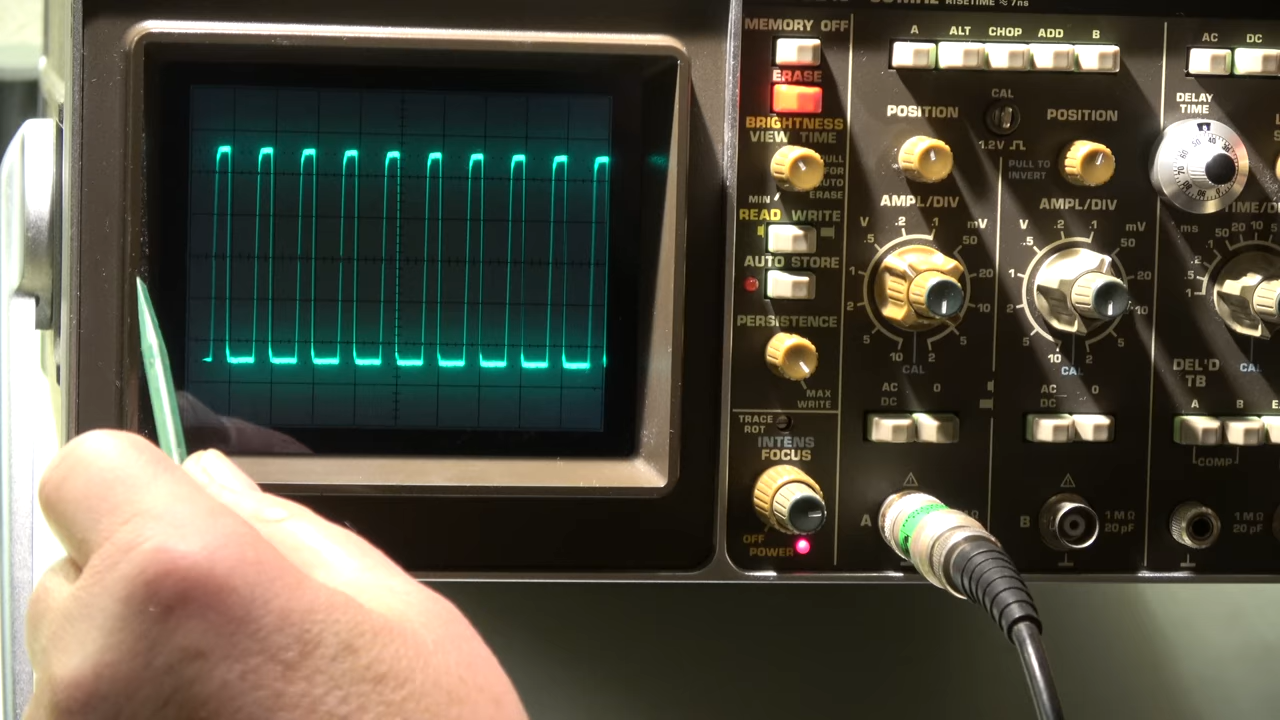 RISETIME ≈ 7ns
MEMORY OFF
ERASE
BRIGHTNESS
VIEW TIME
PULL
FOR
AUTO
ERASE
MIN
READ WRITE
AUTO STORE
PERSISTENCE
MAX
WRITE
TRACE
ROT
INTENS
FOCUS
OFF
POWER
A ALT CHOP ADD B
CAL
POSITION POSITION
1.2V
PULL TO
INVERT
AMPL/DIV AMPL/DIV
V .5 .2 .1 mV 50
1 20
2 10
5 10 2 5
CAL
V .5 .2 .1 mV 50
1 20
2 10
5 10 2 5
CAL
AC
DC 0
AC
DC 0
A
B
1 MΩ
20 pF
1 MΩ
20 pF
AC DC
DELAY
TIME
TIME/D
ms
.1 50 20 10 5
.2
.5
1
DEL'D
TB
CAL
A B
COMP